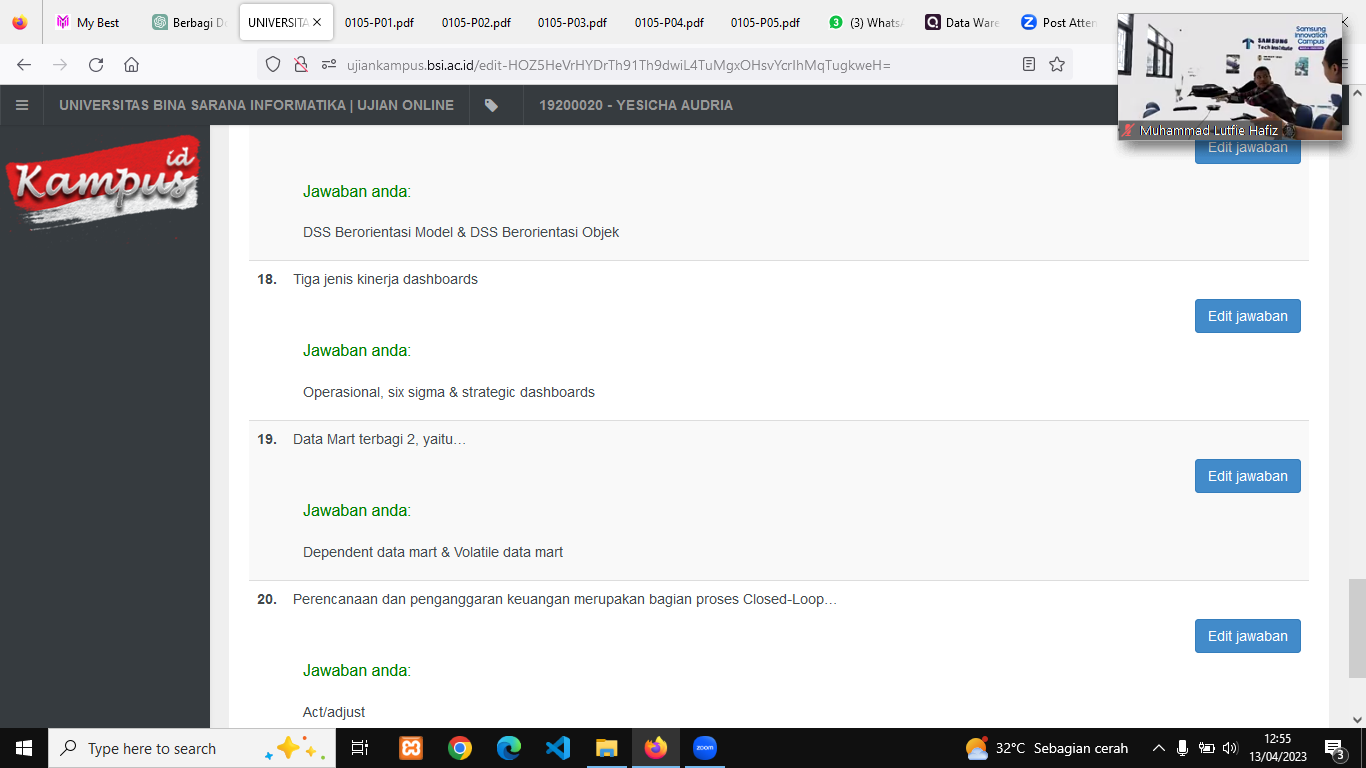 My Best
Berbagi D
UNIVERSITA
0105-P01.pdf
0105-P02.pdf
0105-P03.pdf
0105-P04.pdf
0105-P05.pdf
(3) Whats
Data Ware
Post Atten
ujiankampus.bsi.ac.id/edit-HOZ5HeVrHYDrTh91Th9dwiL4TuMgxOHsvYcrIhMqTugkweH=
SAMSUNG
Tech Institute
Samsung
Innovation
Campus
Muhammad Lutfie Hafiz
UNIVERSITAS BINA SARANA INFORMATIKA | UJIAN ONLINE
19200020 - YESICHA AUDRIA
Kampus id
Edit jawaban
Jawaban anda:
DSS Berorientasi Model & DSS Berorientasi Objek
18. Tiga jenis kinerja dashboards
Edit jawaban
Jawaban anda:
Operasional, six sigma & strategic dashboards
19. Data Mart terbagi 2, yaitu…
Edit jawaban
Jawaban anda:
Dependent data mart & Volatile data mart
20. Perencanaan dan penganggaran keuangan merupakan bagian proses Closed-Loop…
Edit jawaban
Jawaban anda:
Act/adjust
Type here to search
zoom
32°C Sebagian cerah
12:55
13/04/2023
3